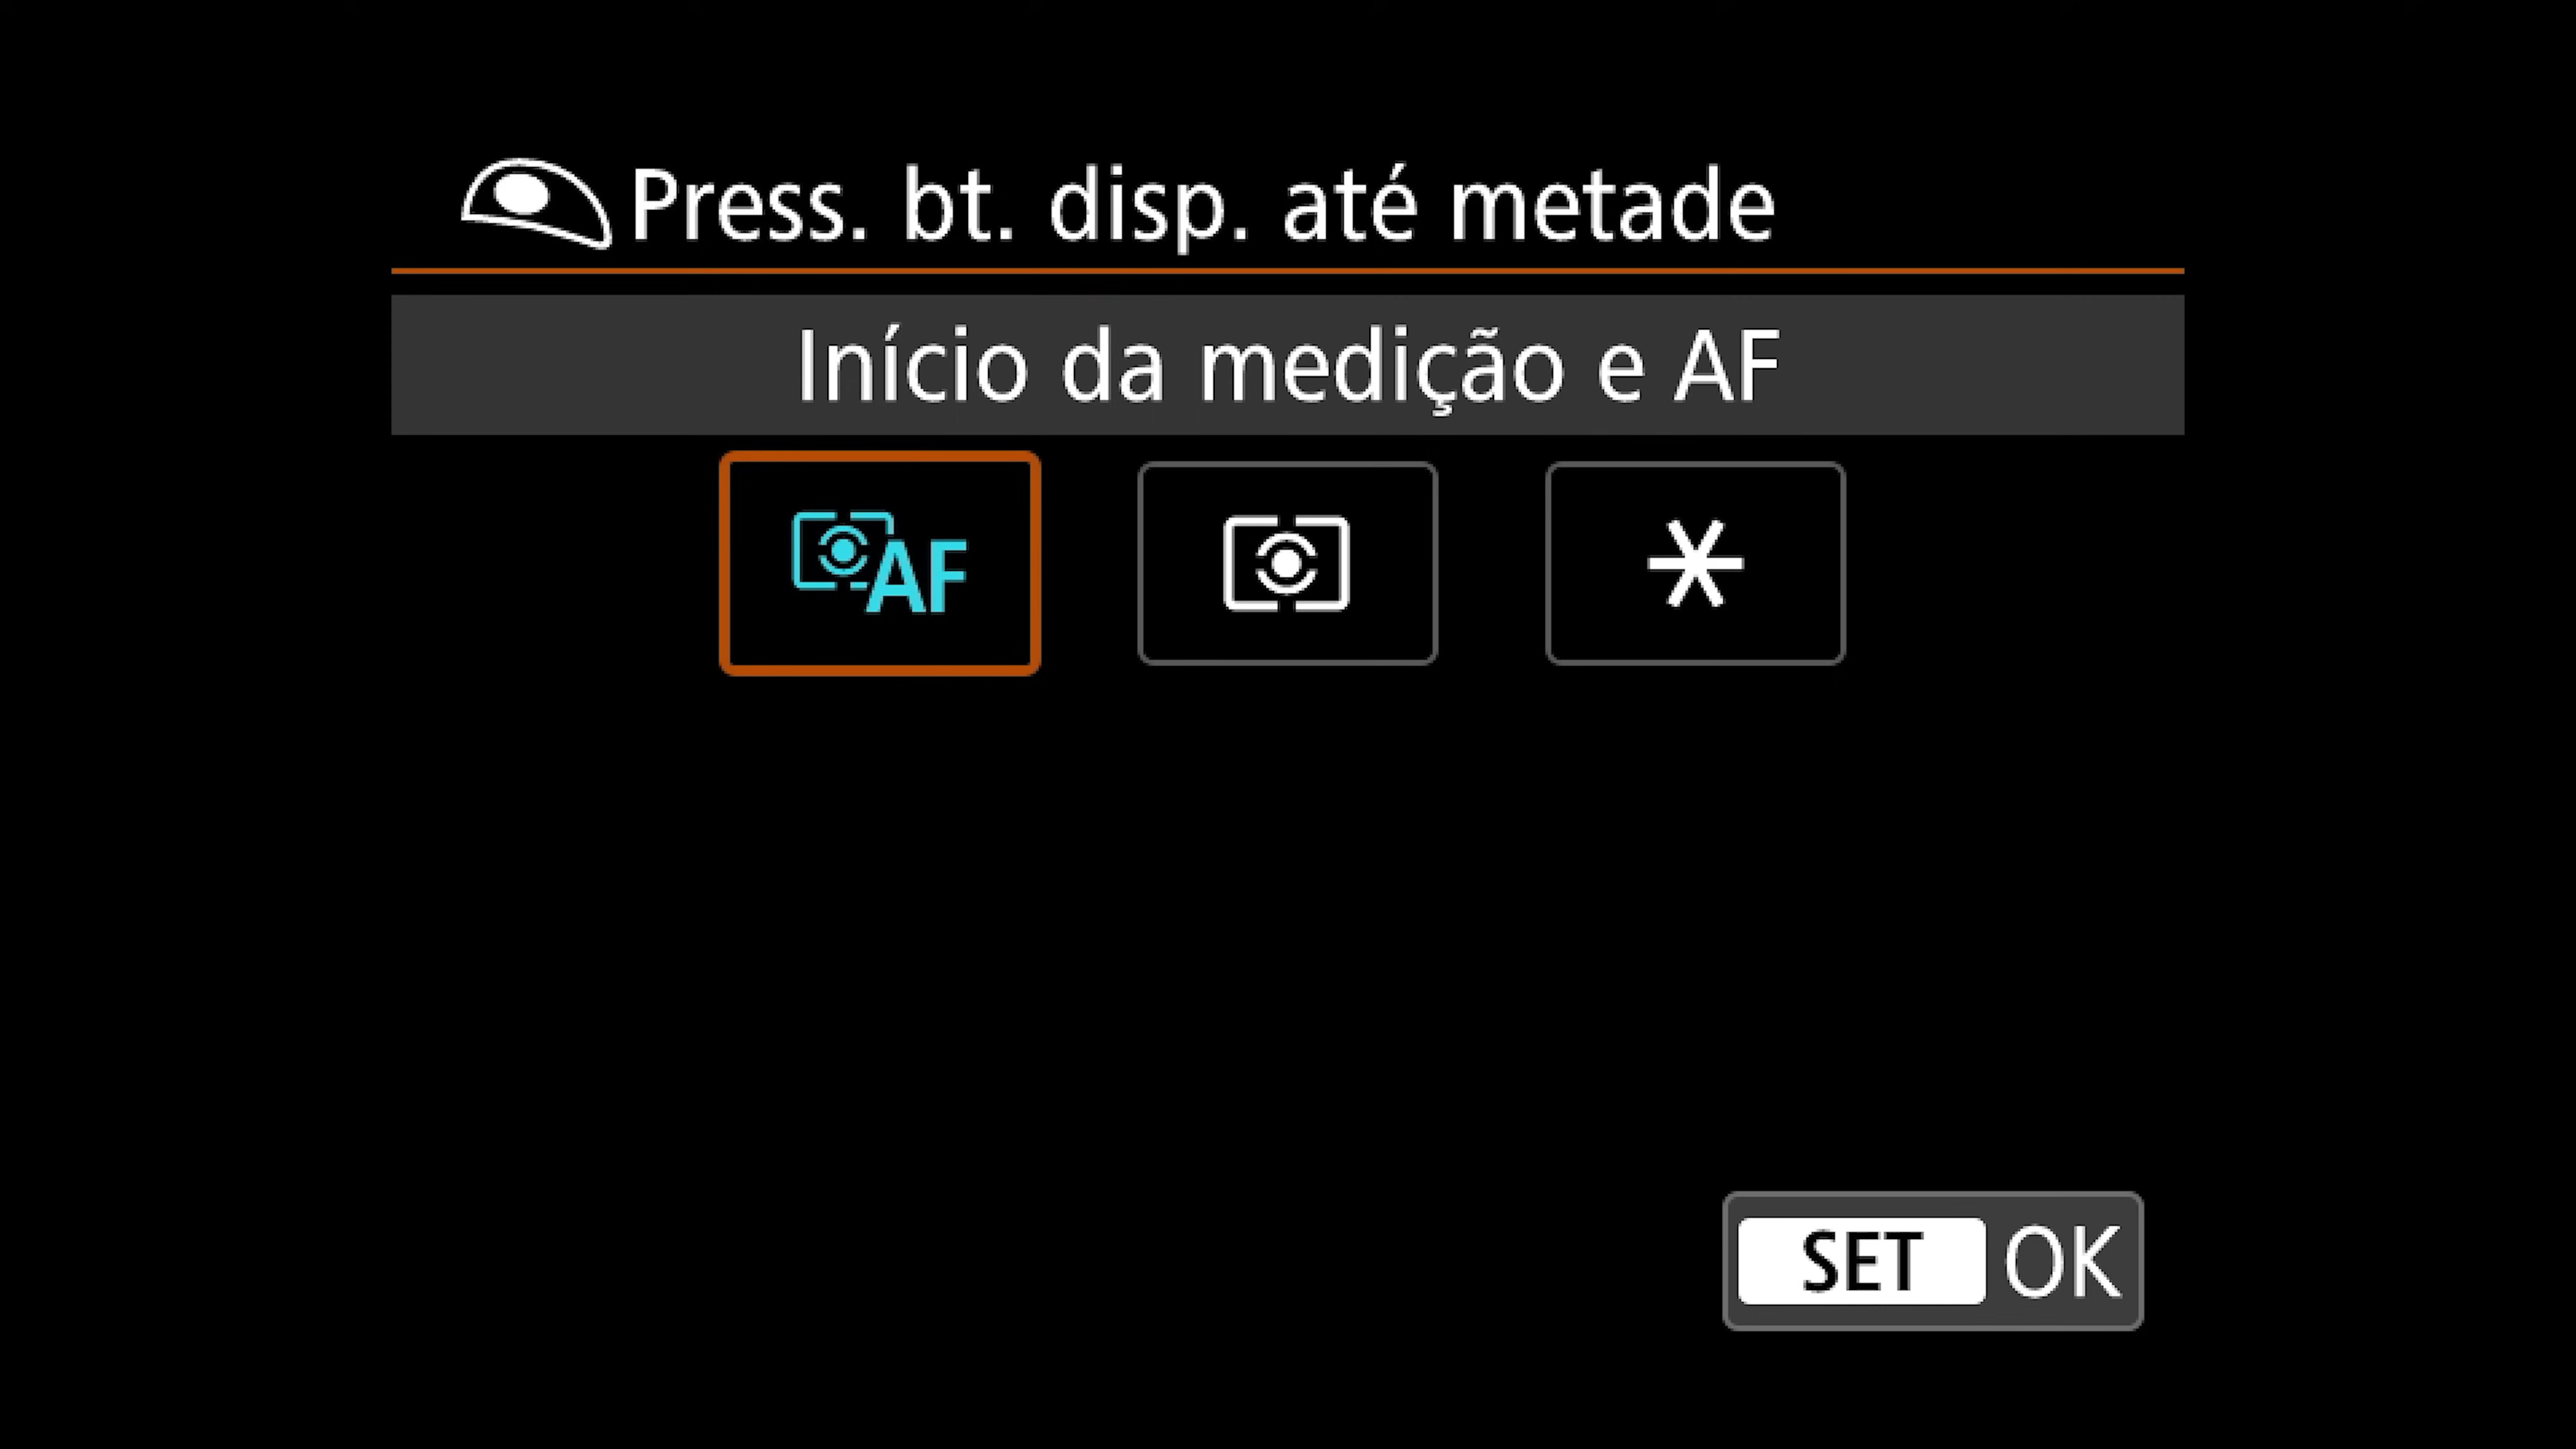 Press. bt. disp. até metade
Início da medição e AF
AF
SET OK